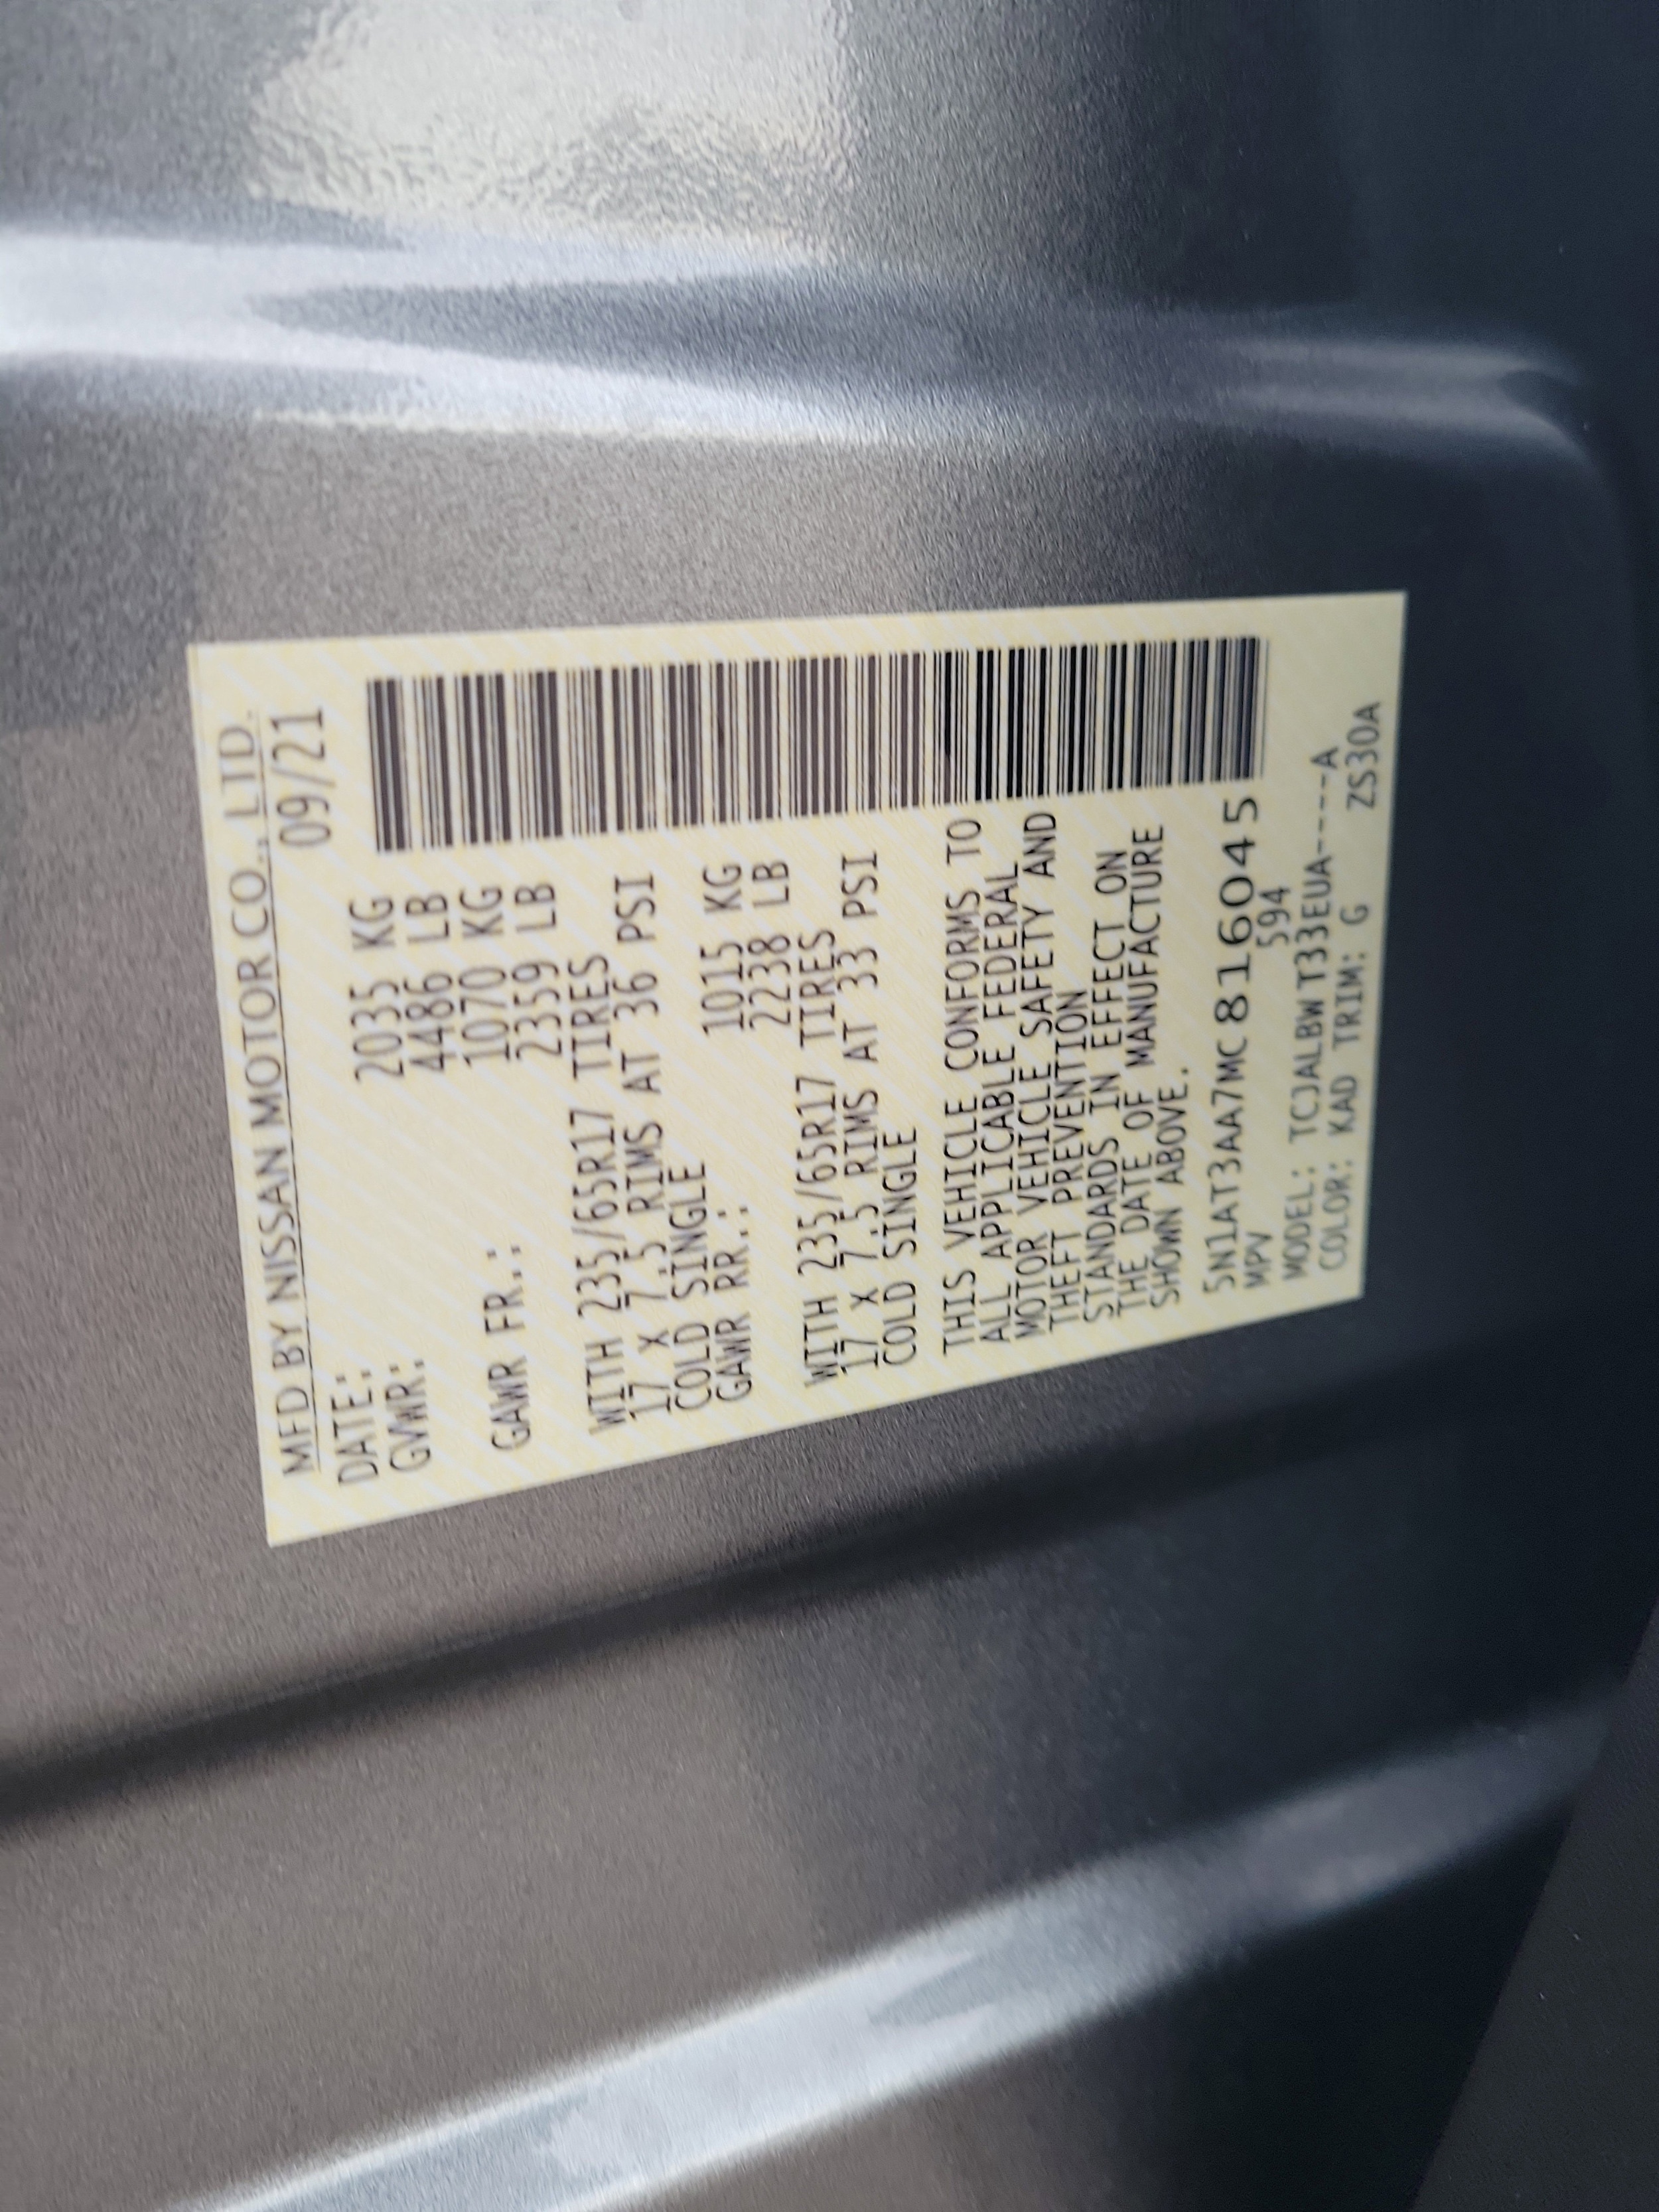 MFD BY NISSAN MOTOR CO., LTD.
DATE: 09/21
GVWR: 2035 KG
4486 LB
GAWR FR.: 1070 KG
2359 LB
WITH 235/65R17 TIRES
17 X 7.5 RIMS AT 36 PSI
COLD SINGLE
GAWR RR.: 1015 KG
2238 LB
WITH 235/65R17 TIRES
17 X 7.5 RIMS AT 33 PSI
COLD SINGLE
THIS VEHICLE CONFORMS TO
ALL APPLICABLE FEDERAL
MOTOR VEHICLE SAFETY AND
THEFT PREVENTION
STANDARDS IN EFFECT ON
THE DATE OF MANUFACTURE
SHOWN ABOVE.
5N1AT3AA7MC816045
MPV 594
MODEL: TCJALBWT33EUA-----A
COLOR: KAD TRIM: G ZS30A